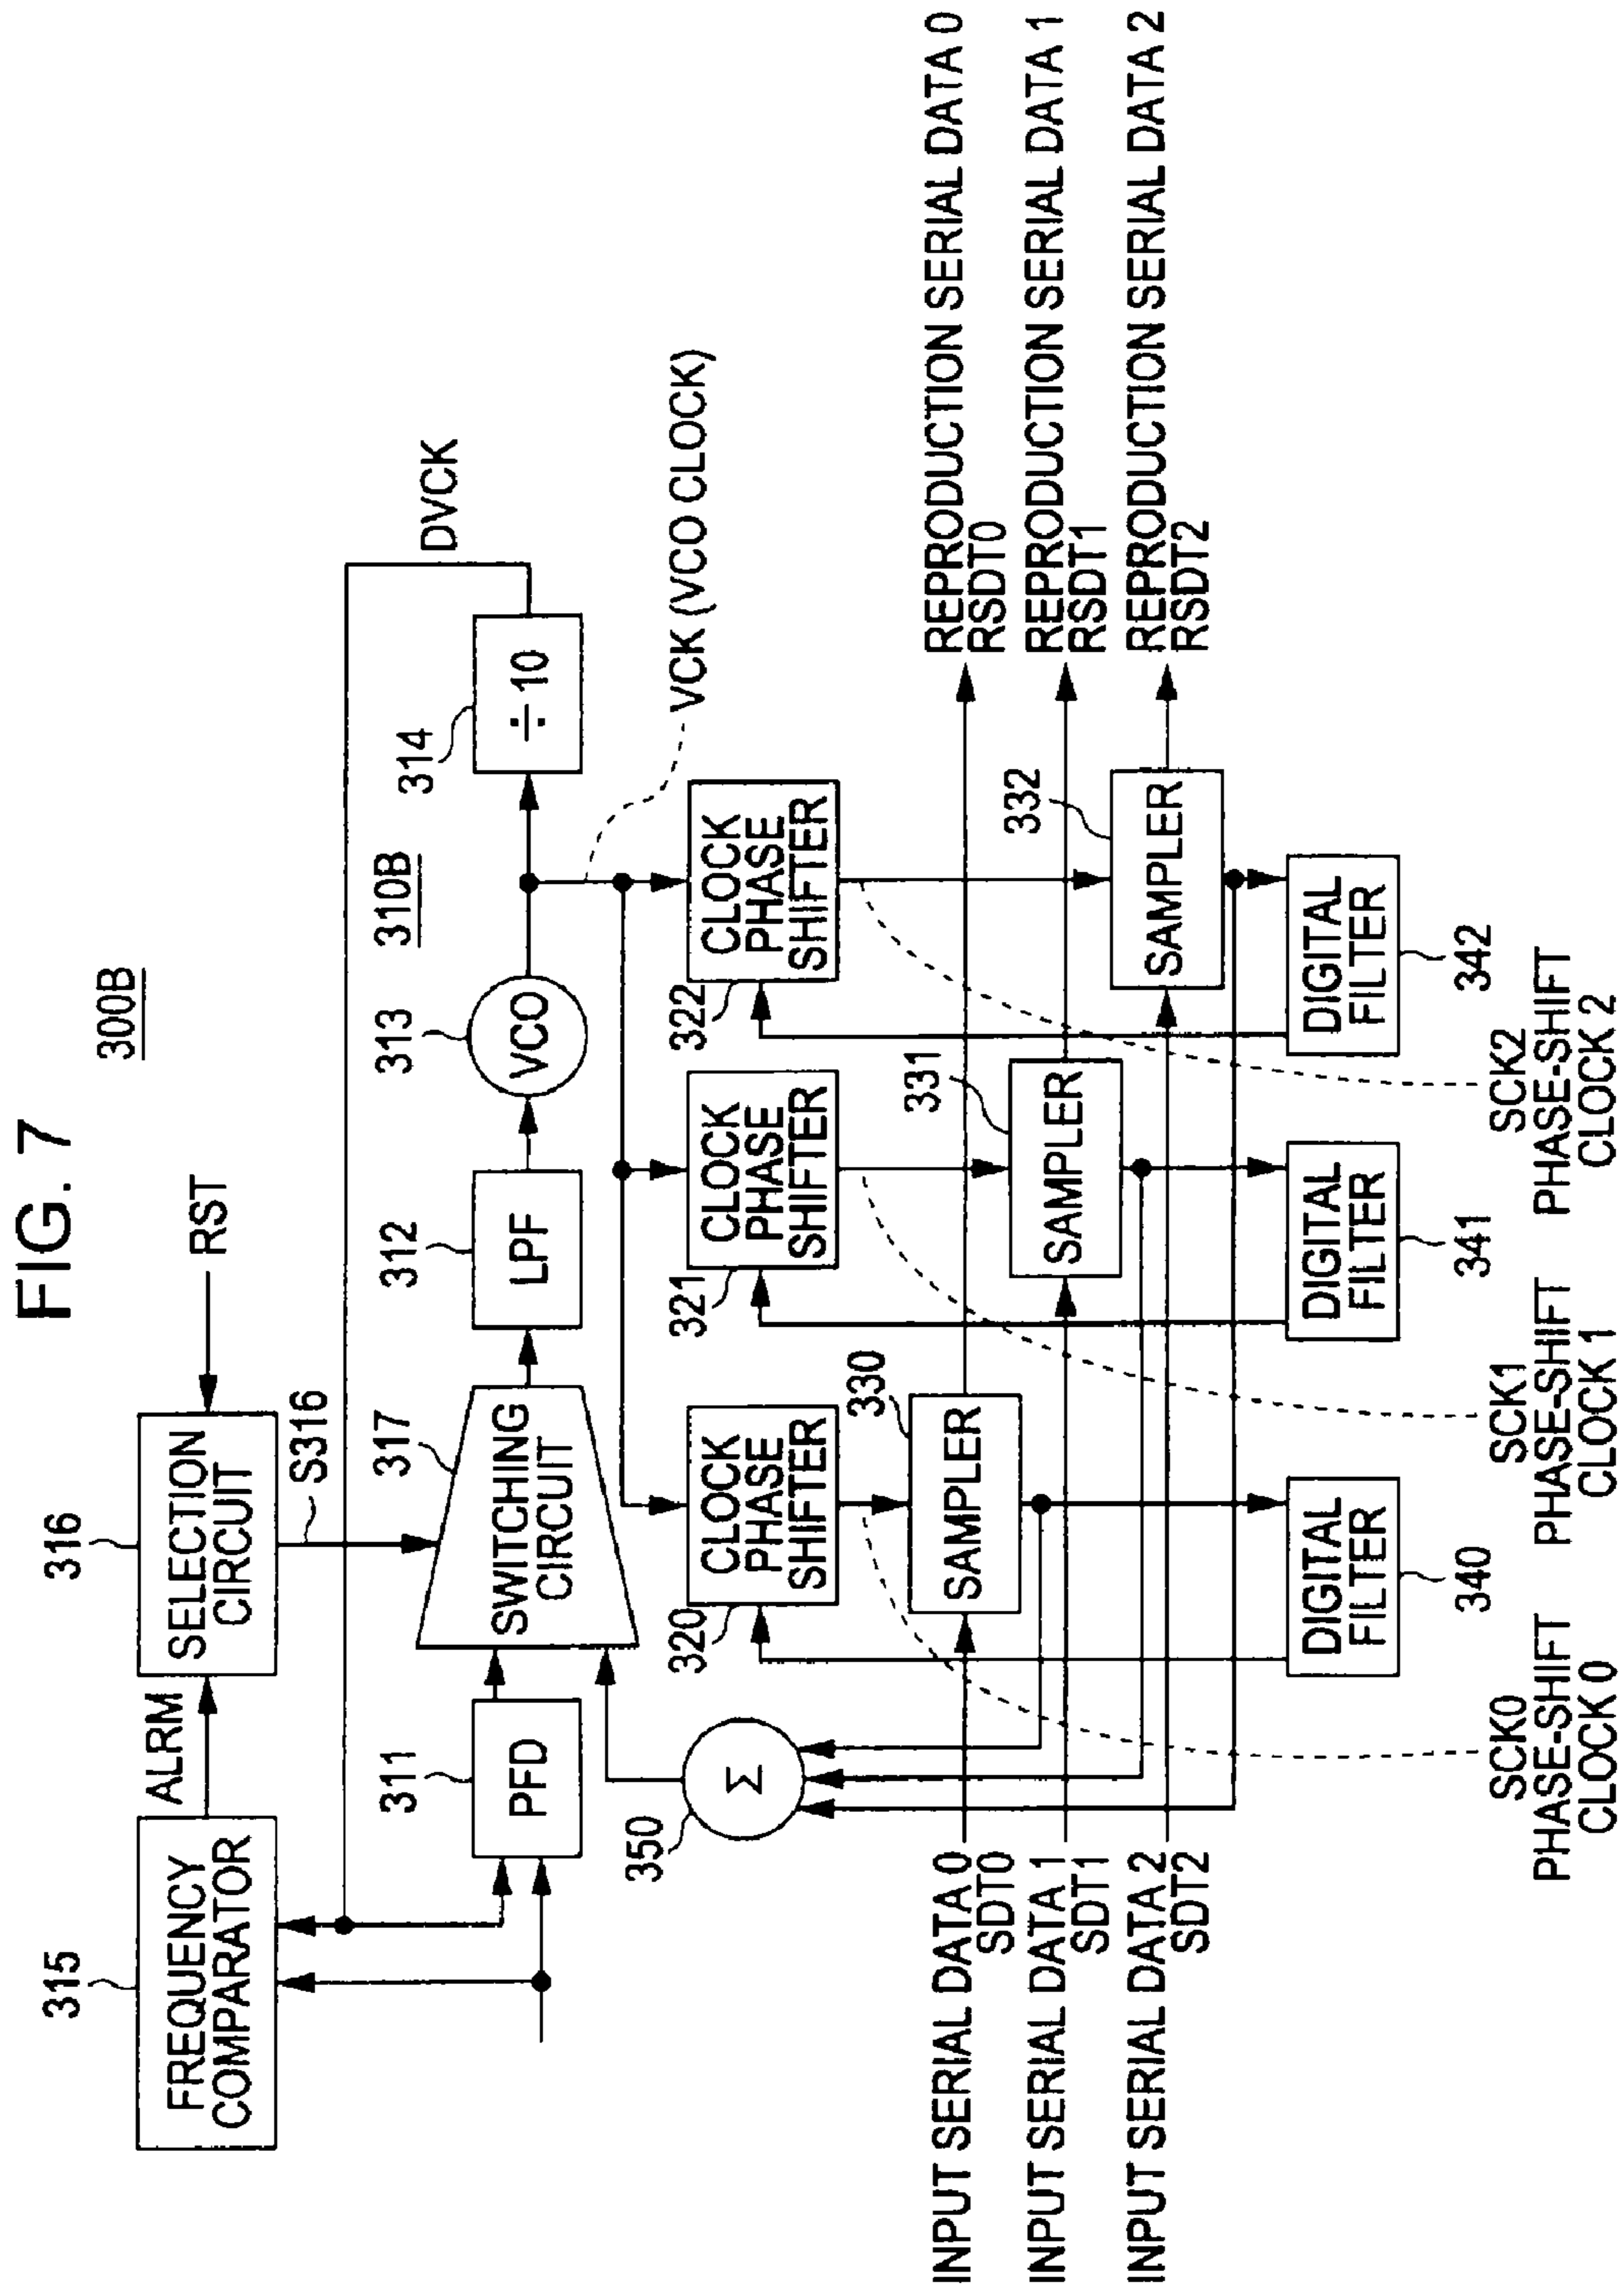 FIG. 7
300B
315
FREQUENCY
COMPARATOR
ALRM
316
SELECTION
CIRCUIT
RST
S316
DVCK
311
PFD
317
SWITCHING
CIRCUIT
312
LPF
313
VCO
310B
314
÷10
VCK (VCO CLOCK)
350
Σ
320
CLOCK
PHASE
SHIFTER
321
CLOCK
PHASE
SHIFTER
322
CLOCK
PHASE
SHIFTER
330
SAMPLER
331
SAMPLER
332
SAMPLER
INPUT SERIAL DATA 0
SDT0
INPUT SERIAL DATA 1
SDT1
INPUT SERIAL DATA 2
SDT2
REPRODUCTION SERIAL DATA 0
RSDT0
REPRODUCTION SERIAL DATA 1
RSDT1
REPRODUCTION SERIAL DATA 2
RSDT2
DIGITAL
FILTER
340
DIGITAL
FILTER
341
DIGITAL
FILTER
342
SCK0
PHASE-SHIFT
CLOCK 0
SCK1
PHASE-SHIFT
CLOCK 1
SCK2
PHASE-SHIFT
CLOCK 2